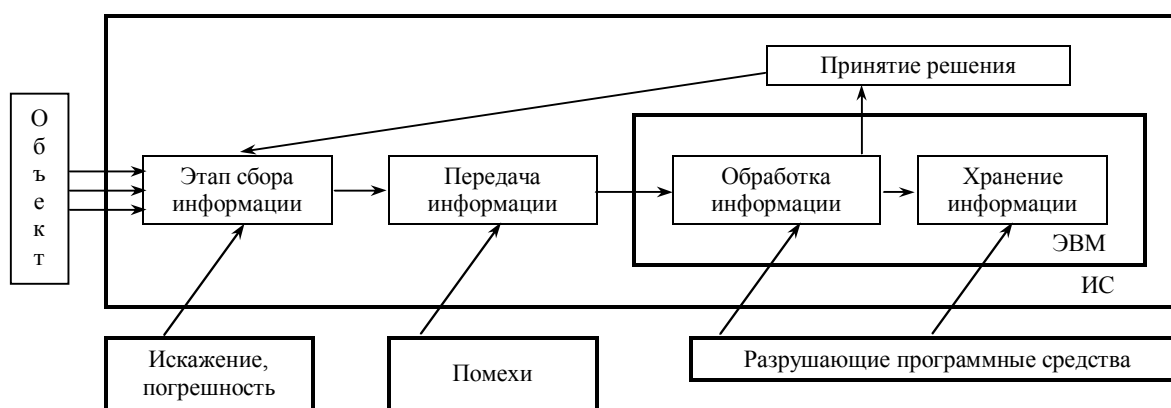 Принятие решения
Объект
Этап сбора
информации
Передача
информации
Обработка
информации
Хранение
информации
ЭВМ
ИС
Искажение,
погрешность
Помехи
Разрушающие программные средства